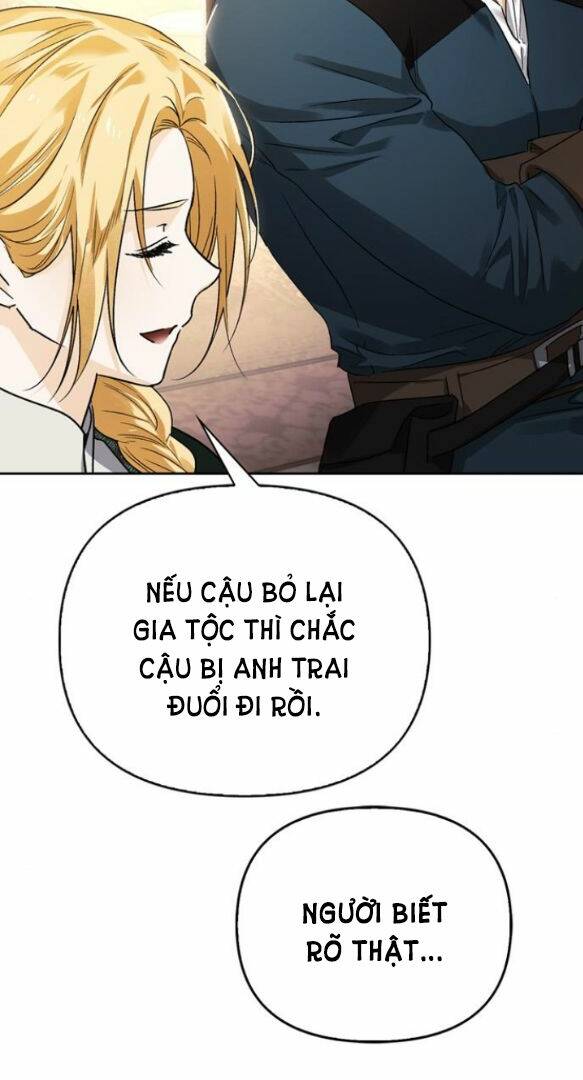 NẾU CẬU BỎ LẠI
GIA TỘC THÌ CHẮC
CẬU BỊ ANH TRAI
ĐUỔI ĐI RỒI.
NGƯỜI BIẾT
RÕ THẬT...